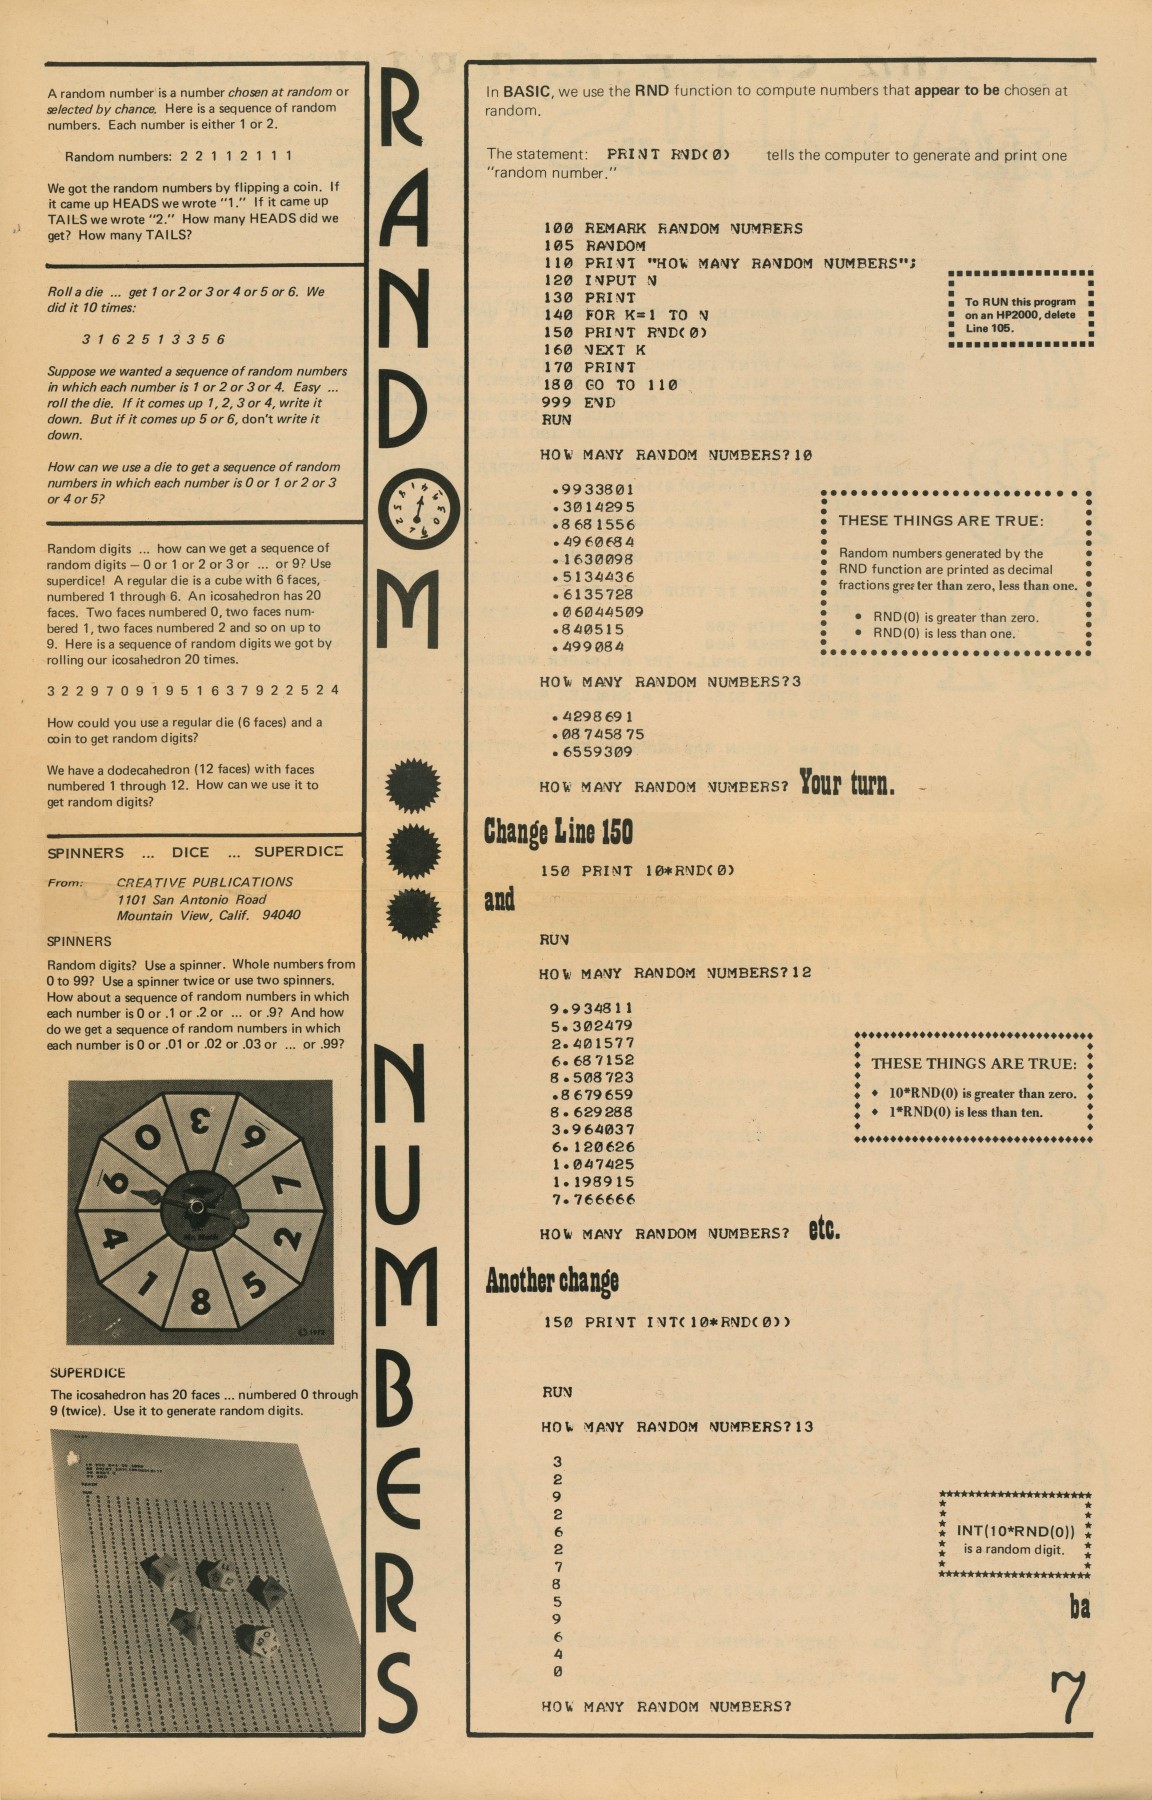 A random number is a number chosen at random or
selected by chance. Here is a sequence of random
numbers. Each number is either 1 or 2.
Random numbers: 2 2 1 1 2 1 1 1
We got the random numbers by flipping a coin. If
it came up HEADS we wrote "1." If it came up
TAILS we wrote "2." How many HEADS did we
get? How many TAILS?
Roll a die ... get 1 or 2 or 3 or 4 or 5 or 6. We
did it 10 times:
3 1 6 2 5 1 3 3 5 6
Suppose we wanted a sequence of random numbers
in which each number is 1 or 2 or 3 or 4. Easy ...
roll the die. If it comes up 1, 2, 3 or 4, write it
down. But if it comes up 5 or 6, don't write it
down.
How can we use a die to get a sequence of random
numbers in which each number is 0 or 1 or 2 or 3
or 4 or 5?
Random digits ... how can we get a sequence of
random digits — 0 or 1 or 2 or 3 or ... or 9? Use
superdice! A regular die is a cube with 6 faces,
numbered 1 through 6. An icosahedron has 20
faces. Two faces numbered 0, two faces num-
bered 1, two faces numbered 2 and so on up to
9. Here is a sequence of random digits we got by
rolling our icosahedron 20 times.
3 2 2 9 7 0 9 1 9 5 1 6 3 7 9 2 2 5 2 4
How could you use a regular die (6 faces) and a
coin to get random digits?
We have a dodecahedron (12 faces) with faces
numbered 1 through 12. How can we use it to
get random digits?
SPINNERS ... DICE ... SUPERDICE
From: CREATIVE PUBLICATIONS
1101 San Antonio Road
Mountain View, Calif. 94040
SPINNERS
Random digits? Use a spinner. Whole numbers from
0 to 99? Use a spinner twice or use two spinners.
How about a sequence of random numbers in which
each number is 0 or .1 or .2 or ... or .9? And how
do we get a sequence of random numbers in which
each number is 0 or .01 or .02 or .03 or ... or .99?
3
6
7
2
5
8
1
4
9
0
Mr. Math
© 1972
SUPERDICE
The icosahedron has 20 faces ... numbered 0 through
9 (twice). Use it to generate random digits.
RANDOM
NUMBERS
In BASIC, we use the RND function to compute numbers that appear to be chosen at
random.
The statement: PRINT RND(0) tells the computer to generate and print one
"random number."
100 REMARK RANDOM NUMBERS
105 RANDOM
110 PRINT "HOW MANY RANDOM NUMBERS";
120 INPUT N
130 PRINT
140 FOR K=1 TO N
150 PRINT RND(0)
160 NEXT K
170 PRINT
180 GO TO 110
999 END
RUN
To RUN this program
on an HP2000, delete
Line 105.
HOW MANY RANDOM NUMBERS?10
.9933801
.3014295
.8681556
.4960684
.1630098
.5134436
.6135728
.06044509
.840515
.499084
THESE THINGS ARE TRUE:
Random numbers generated by the
RND function are printed as decimal
fractions greater than zero, less than one.
• RND(0) is greater than zero.
• RND(0) is less than one.
HOW MANY RANDOM NUMBERS?3
.4298691
.08745875
.6559309
HOW MANY RANDOM NUMBERS? Your turn.
Change Line 150
150 PRINT 10*RND(0)
and
RUN
HOW MANY RANDOM NUMBERS?12
9.934811
5.302479
2.401577
6.687152
8.508723
.8679659
8.629288
3.964037
6.120626
1.047425
1.198915
7.766666
THESE THINGS ARE TRUE:
♦ 10*RND(0) is greater than zero.
♦ 1*RND(0) is less than ten.
HOW MANY RANDOM NUMBERS? etc.
Another change
150 PRINT INT(10*RND(0))
RUN
HOW MANY RANDOM NUMBERS?13
3
2
9
2
6
2
7
8
5
9
6
4
0
INT(10*RND(0))
is a random digit.
ba
HOW MANY RANDOM NUMBERS?
7